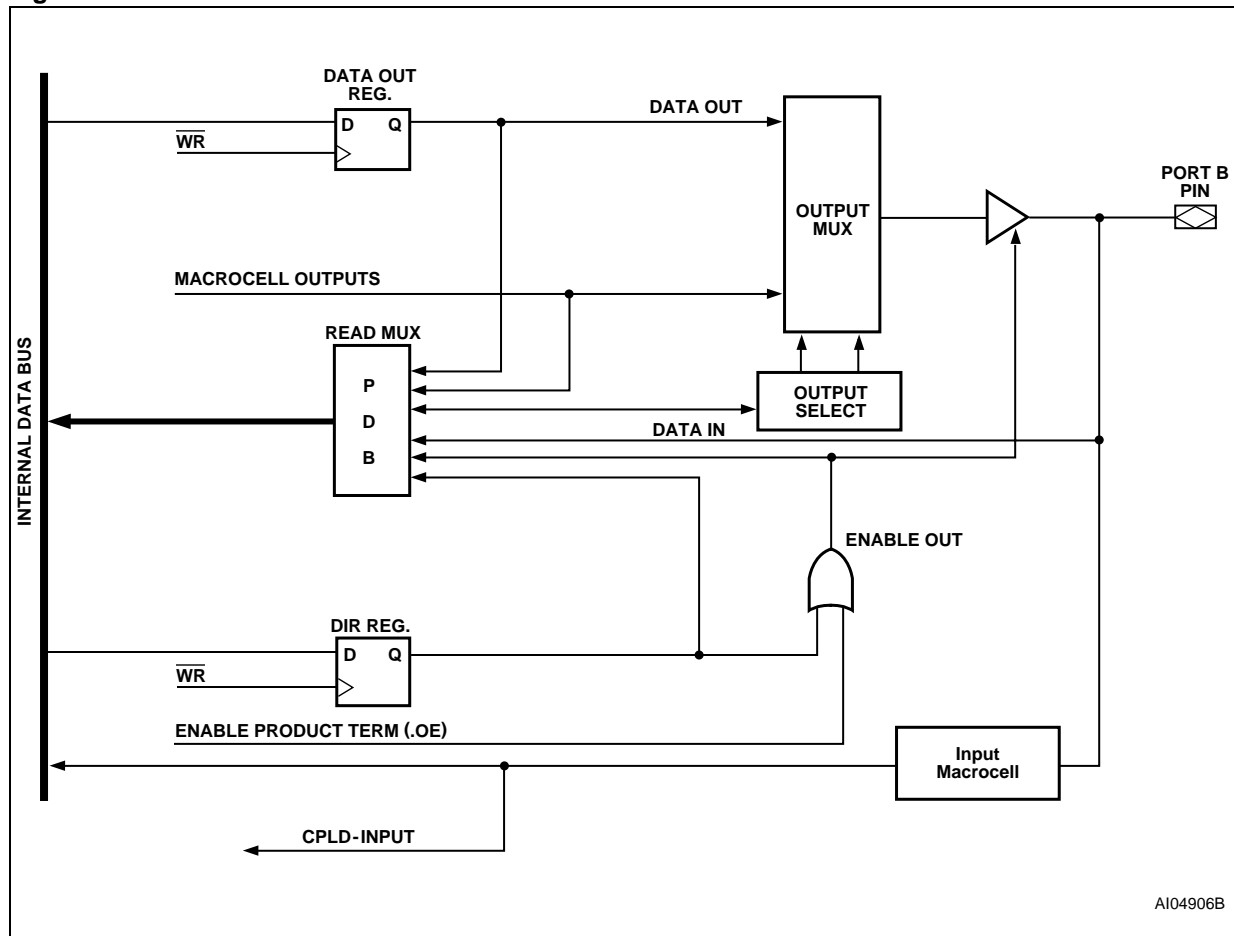 DATA OUT
REG.
D Q
WR
DATA OUT
OUTPUT
MUX
PORT B
PIN
MACROCELL OUTPUTS
READ MUX
P
D
B
OUTPUT
SELECT
DATA IN
INTERNAL DATA BUS
ENABLE OUT
DIR REG.
D Q
WR
ENABLE PRODUCT TERM (.OE)
Input
Macrocell
CPLD-INPUT
AI04906B